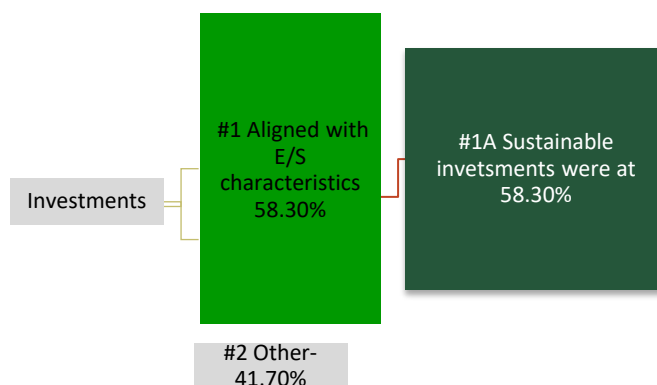 Investments
#1 Aligned with
E/S
characteristics
58.30%
#1A Sustainable
invetsments were at
58.30%
#2 Other-
41.70%